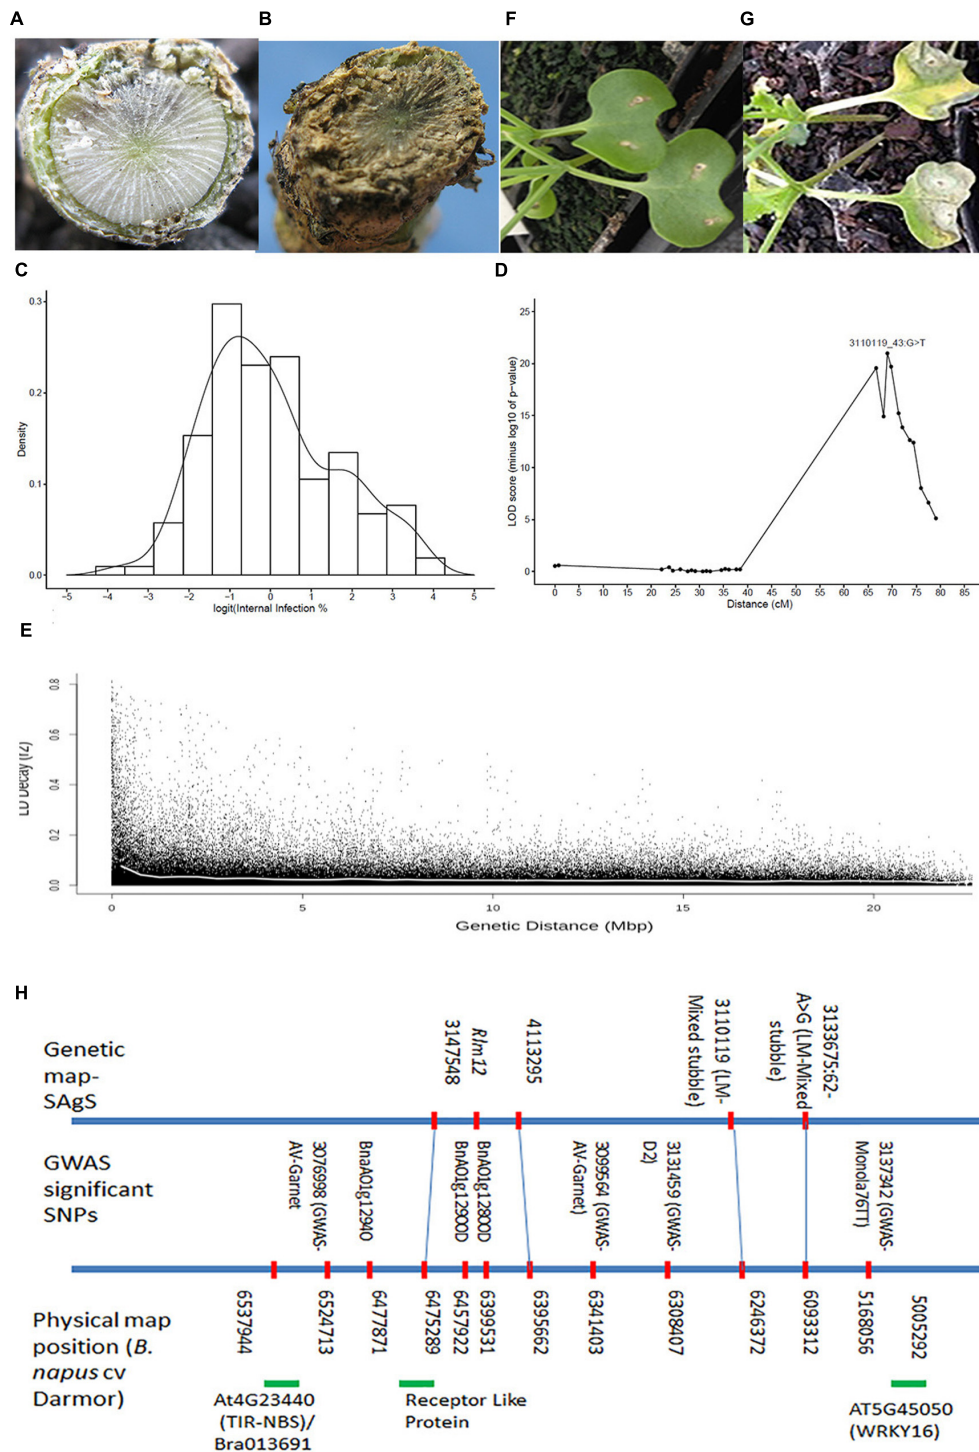 A
B
F
G
C
0.3
0.2
0.1
0.0
Density
−5 −4 −3 −2 −1 0 1 2 3 4 5
logit(Internal Infection %
D
25
20
15
10
5
0
LOD score (minus log10 of p-value)
3110119_43:G>T
0 5 10 15 20 25 30 35 40 45 50 55 60 65 70 75 80 85
Distance (cM)
E
0.8
0.6
0.4
0.2
0.0
LD Decay (r2)
0 5 10 15 20
Genetic Distance (Mbp)
H
Genetic
map-
SAgS
3147548
Rlm12
4113295
3110119 (LM-
Mixed stubble)
3133675:62-
A>G (LM-Mixed
stubble)
GWAS
significant
SNPs
3076998 (GWAS-
AV-Garnet
BnaA01g12940
BnA01g12800D
BnA01g12900D
3099564 (GWAS-
AV-Garnet)
3131459 (GWAS-
D2)
3137342 (GWAS-
Monola76TT)
Physical map
position (B.
napus cv
Darmor)
6537944
6524713
6477871
6475289
6457922
6399531
6395662
6341403
6308407
6246372
6093312
5168056
5005292
At4G23440
(TIR-NBS)/
Bra013691
Receptor Like
Protein
AT5G45050
(WRKY16)